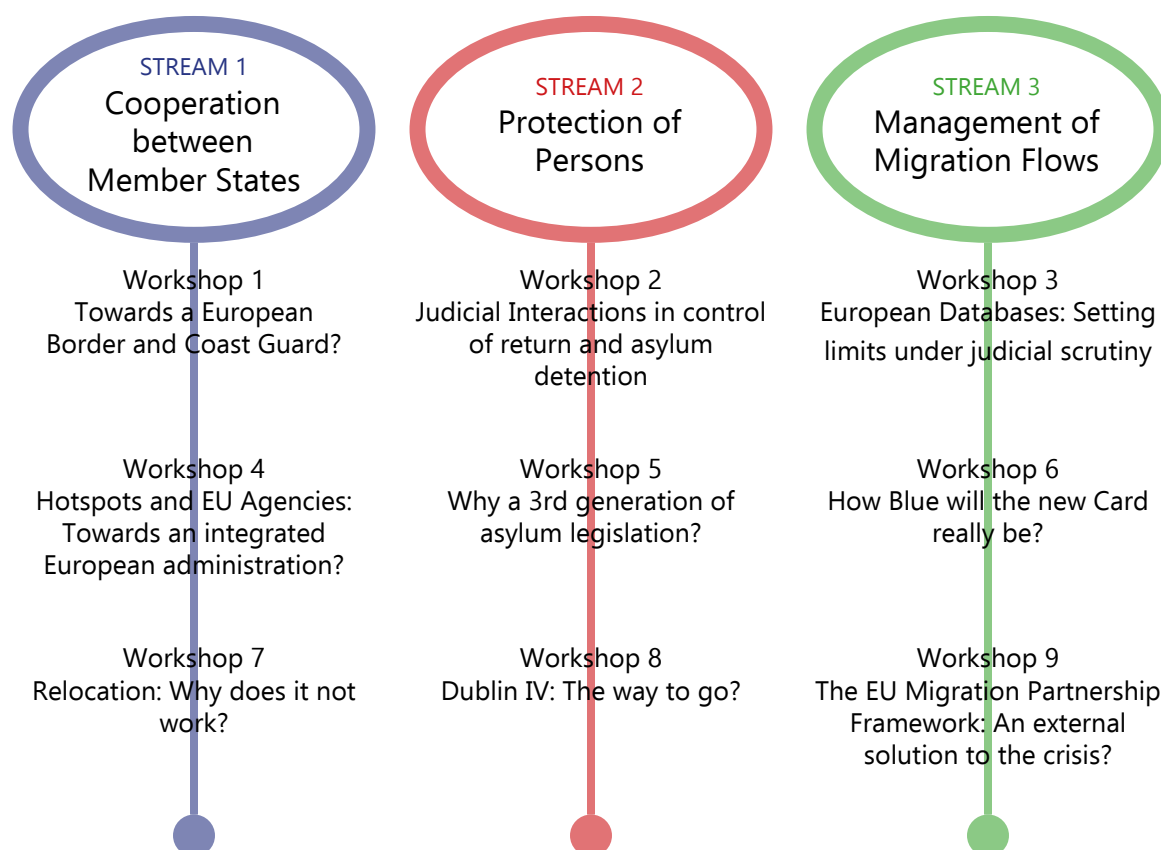 STREAM 1
Cooperation
between
Member States
Workshop 1
Towards a European
Border and Coast Guard?
Workshop 4
Hotspots and EU Agencies:
Towards an integrated
European administration?
Workshop 7
Relocation: Why does it not
work?
STREAM 2
Protection of
Persons
Workshop 2
Judicial Interactions in control
of return and asylum
detention
Workshop 5
Why a 3rd generation of
asylum legislation?
Workshop 8
Dublin IV: The way to go?
STREAM 3
Management of
Migration Flows
Workshop 3
European Databases: Setting
limits under judicial scrutiny
Workshop 6
How Blue will the new Card
really be?
Workshop 9
The EU Migration Partnership
Framework: An external
solution to the crisis?